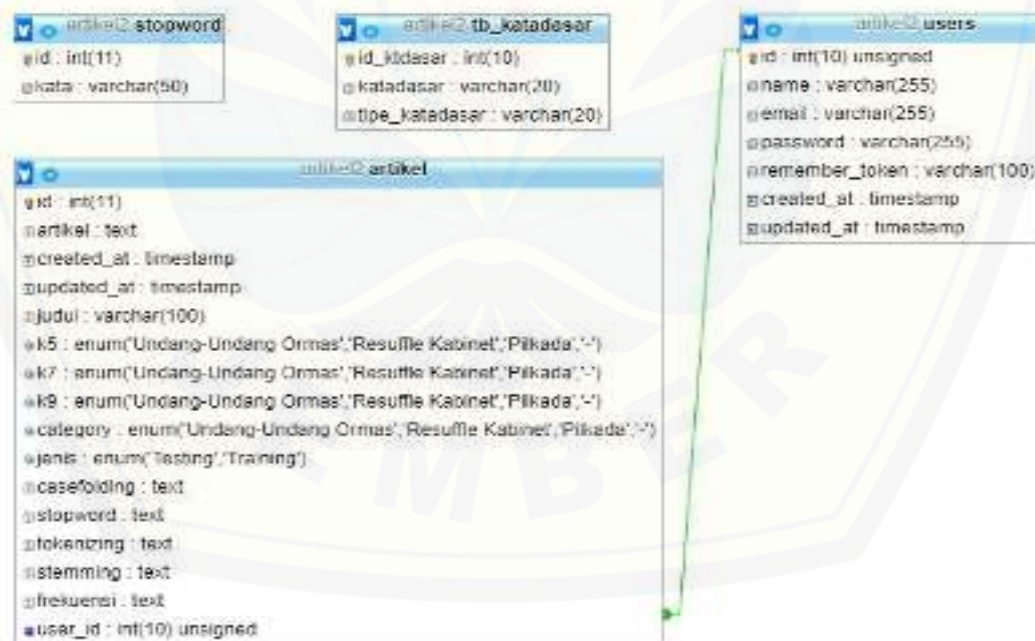 artikel2 stopword
id : int(11)
kata : varchar(50)
artikel2 tb_katadasar
id_ktdasar : int(10)
katadasar : varchar(20)
tipe_katadasar : varchar(20)
artikel2 users
id : int(10) unsigned
name : varchar(255)
email : varchar(255)
password : varchar(255)
remember_token : varchar(100)
created_at : timestamp
updated_at : timestamp
artikel2 artikel
id : int(11)
artikel : text
created_at : timestamp
updated_at : timestamp
judul : varchar(100)
k5 : enum('Undang-Undang Ormas','Resuffle Kabinet','Pilkada','-')
k7 : enum('Undang-Undang Ormas','Resuffle Kabinet','Pilkada','-')
k9 : enum('Undang-Undang Ormas','Resuffle Kabinet','Pilkada','-')
category : enum('Undang-Undang Ormas','Resuffle Kabinet','Pilkada','-')
jenis : enum('Testing','Training')
casefolding : text
stopword : text
tokenizing : text
stemming : text
frekuensi : text
user_id : int(10) unsigned